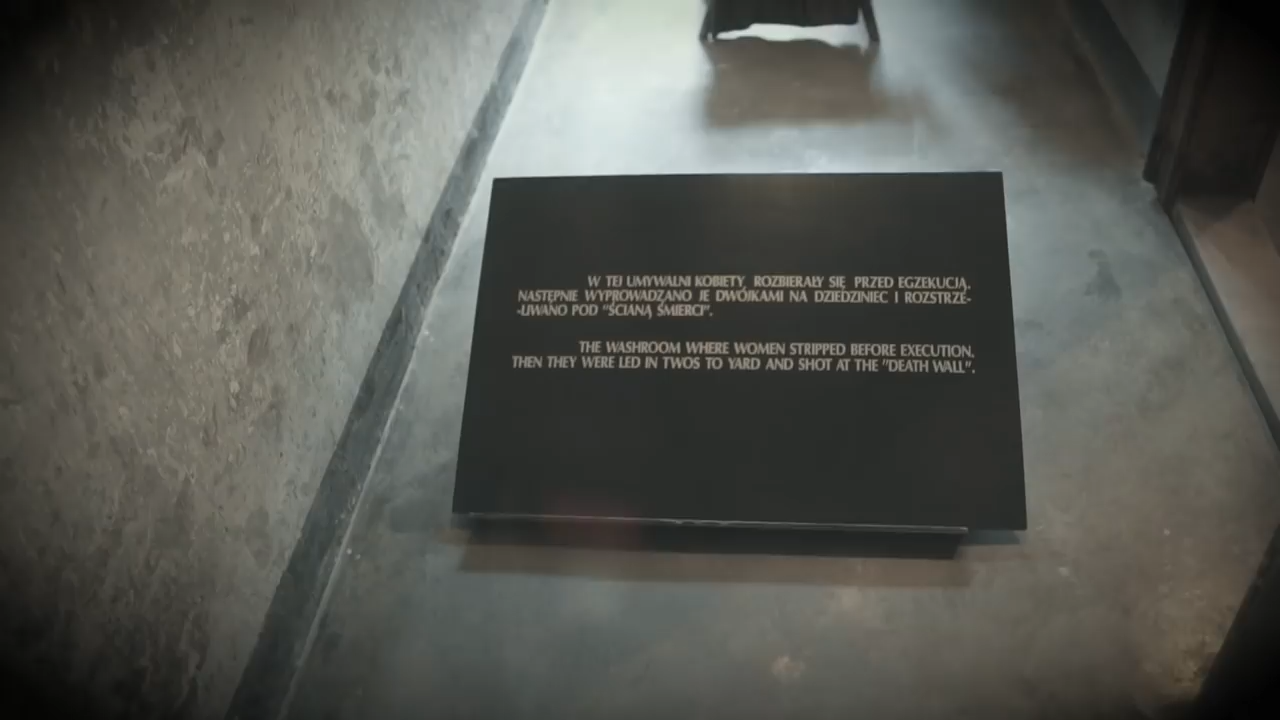 W TEJ UMYWALNI KOBIETY ROZBIERAŁY SIĘ PRZED EGZEKUCJĄ.
NASTĘPNIE WYPROWADZANO JE DWÓJKAMI NA DZIEDZINIEC I ROZSTRZE-
-LIWANO POD "ŚCIANĄ ŚMIERCI".
THE WASHROOM WHERE WOMEN STRIPPED BEFORE EXECUTION.
THEN THEY WERE LED IN TWOS TO YARD AND SHOT AT THE "DEATH WALL".